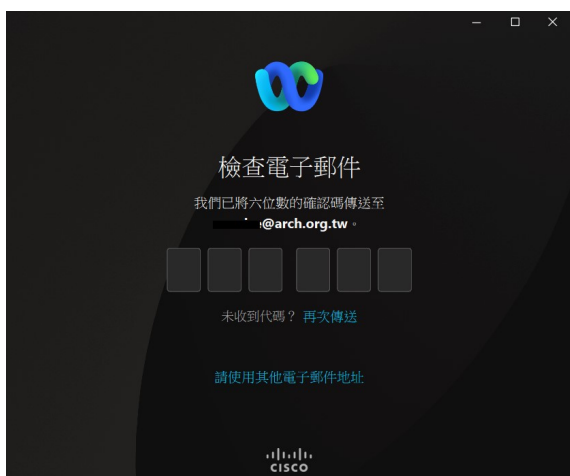 檢查電子郵件
我們已將六位數的確認碼傳送至
@arch.org.tw。
未收到代碼？ 再次傳送
請使用其他電子郵件地址
CISCO